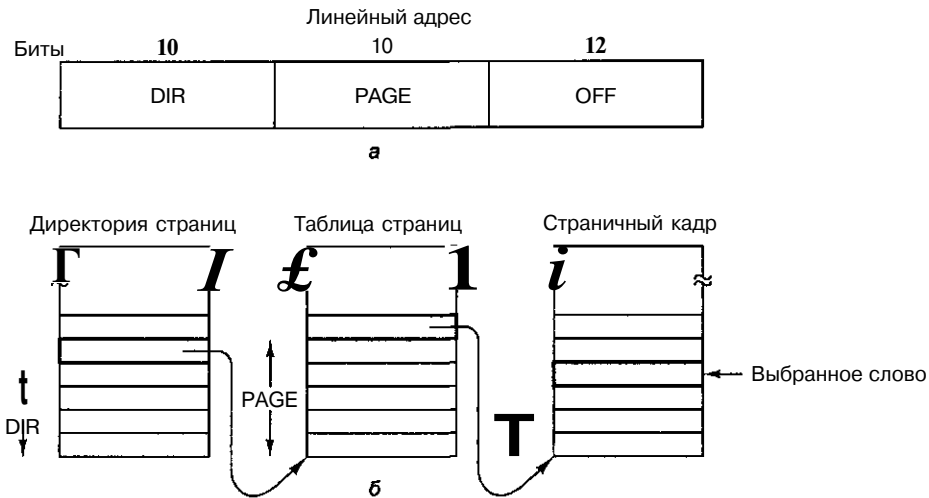 Линейный адрес
Биты 10 10 12
DIR PAGE OFF
а
Директория страниц Таблица страниц Страничный кадр
Г I £ 1 i
≈ ≈
t
DIR
PAGE
T
Выбранное слово
б